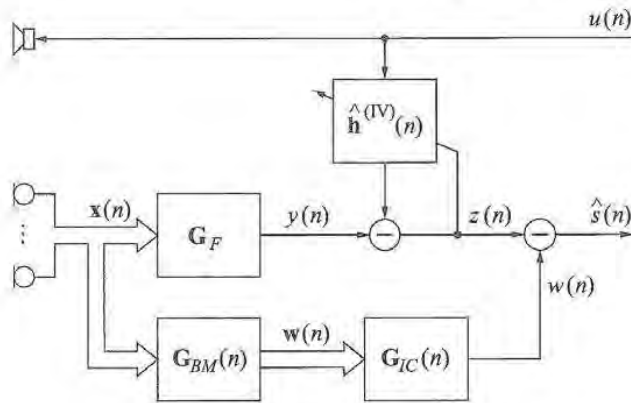 u(n)
ĥ^(IV)(n)
x(n)
G_F
y(n)
z(n)
ŝ(n)
w(n)
G_BM(n)
w(n)
G_IC(n)